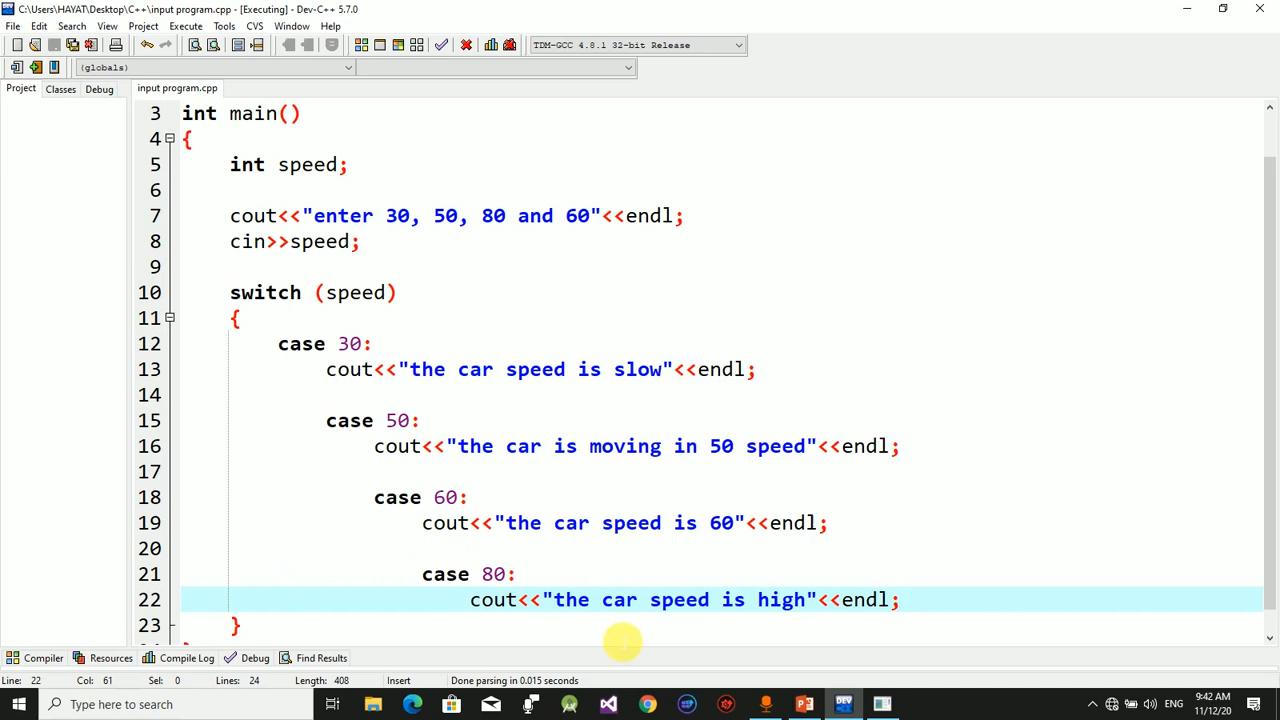 C:\Users\HAYAT\Desktop\C++\input program.cpp - [Executing] - Dev-C++ 5.7.0
File Edit Search View Project Execute Tools CVS Window Help
TDM-GCC 4.8.1 32-bit Release
(globals)
Project Classes Debug input program.cpp
3 int main()
4 {
5 int speed;
6
7 cout<<"enter 30, 50, 80 and 60"<<endl;
8 cin>>speed;
9
10 switch (speed)
11 {
12 case 30:
13 cout<<"the car speed is slow"<<endl;
14
15 case 50:
16 cout<<"the car is moving in 50 speed"<<endl;
17
18 case 60:
19 cout<<"the car speed is 60"<<endl;
20
21 case 80:
22 cout<<"the car speed is high"<<endl;
23 }
Compiler Resources Compile Log Debug Find Results
Line: 22 Col: 61 Sel: 0 Lines: 24 Length: 408 Insert Done parsing in 0.015 seconds
Type here to search
ENG
9:42 AM
11/12/20